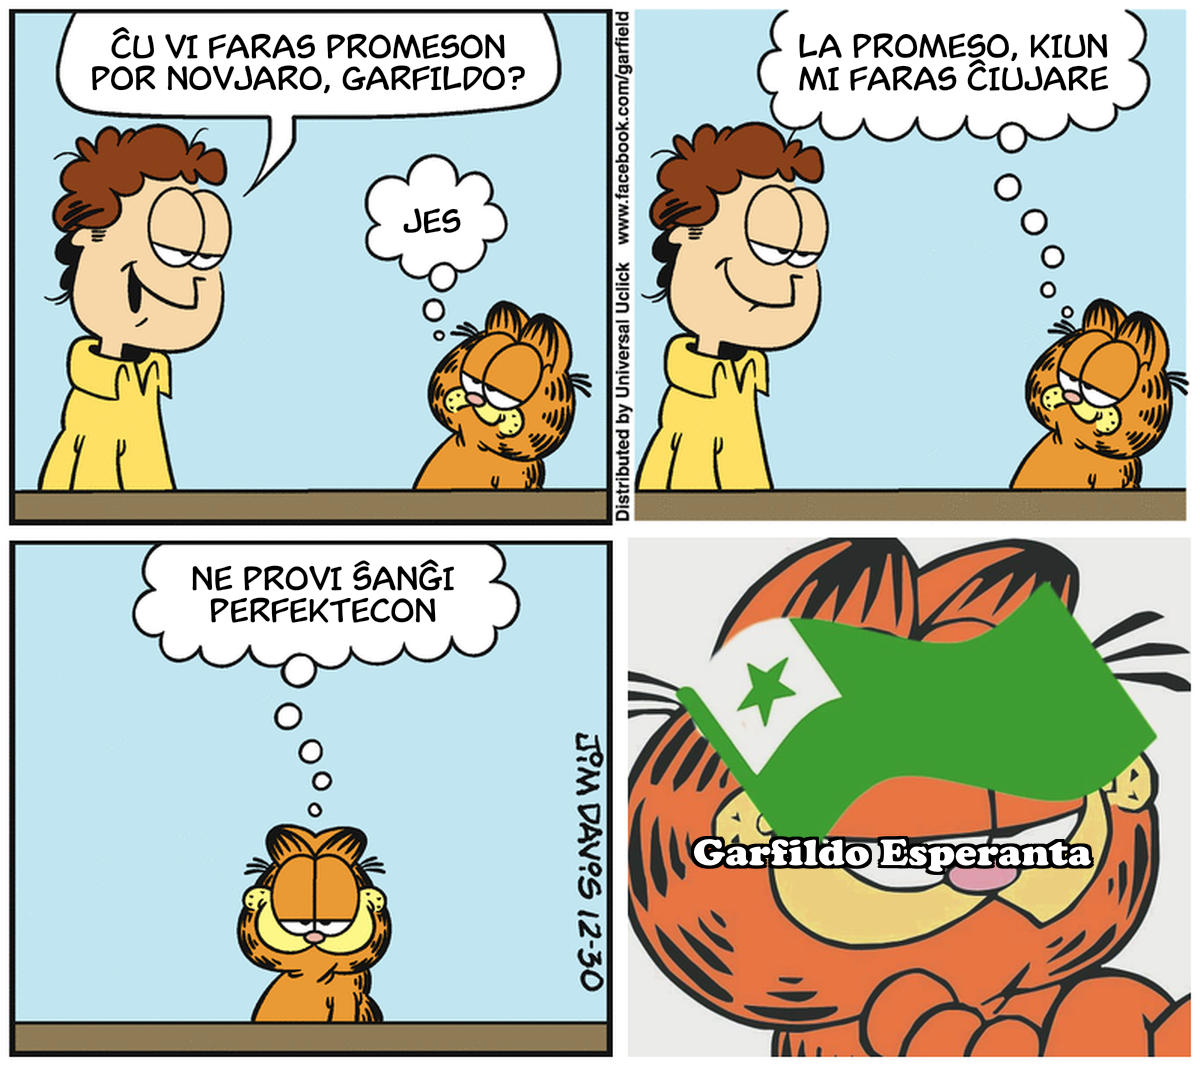 ĈU VI FARAS PROMESON
POR NOVJARO, GARFILDO?
JES
Distributed by Universal Uclick www.facebook.com/garfield
LA PROMESO, KIUN
MI FARAS ĈIUJARE
NE PROVI ŜANĜI
PERFEKTECON
JIM DAVIS 12-30
Garfildo Esperanta